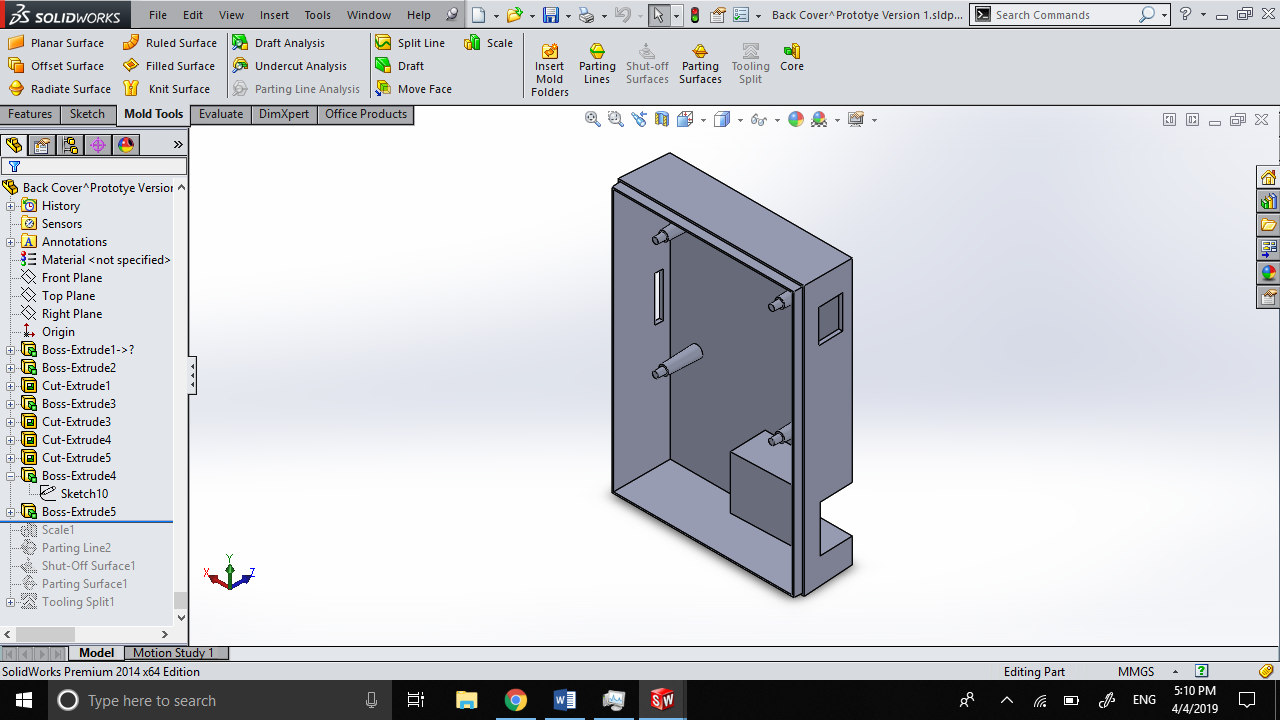 SOLIDWORKS File Edit View Insert Tools Window Help Back Cover^Prototye Version 1.sldp... Search Commands
Planar Surface Ruled Surface Draft Analysis Split Line Scale
Offset Surface Filled Surface Undercut Analysis Draft
Radiate Surface Knit Surface Parting Line Analysis Move Face
Insert Mold Folders
Parting Lines
Shut-off Surfaces
Parting Surfaces
Tooling Split
Core
Features Sketch Mold Tools Evaluate DimXpert Office Products
Back Cover^Prototye Version
History
Sensors
Annotations
Material <not specified>
Front Plane
Top Plane
Right Plane
Origin
Boss-Extrude1->?
Boss-Extrude2
Cut-Extrude1
Boss-Extrude3
Cut-Extrude3
Cut-Extrude4
Cut-Extrude5
Boss-Extrude4
Sketch10
Boss-Extrude5
Scale1
Parting Line2
Shut-Off Surface1
Parting Surface1
Tooling Split1
Y
X Z
Model Motion Study 1
SolidWorks Premium 2014 x64 Edition Editing Part MMGS
Type here to search ENG 5:10 PM
4/4/2019